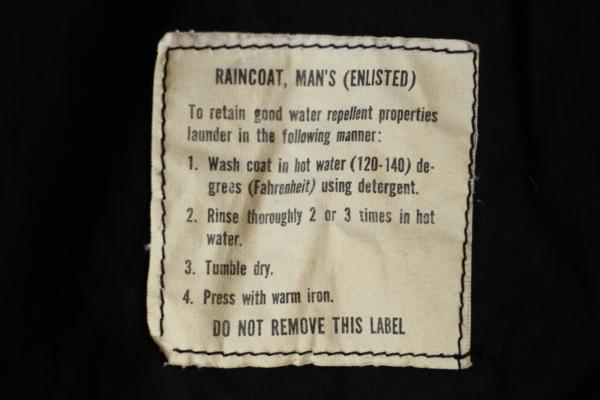 RAINCOAT, MAN'S (ENLISTED)
To retain good water repellent properties
launder in the following manner:
1. Wash coat in hot water (120-140) de-
grees (Fahrenheit) using detergent.
2. Rinse thoroughly 2 or 3 times in hot
water.
3. Tumble dry.
4. Press with warm iron.
DO NOT REMOVE THIS LABEL